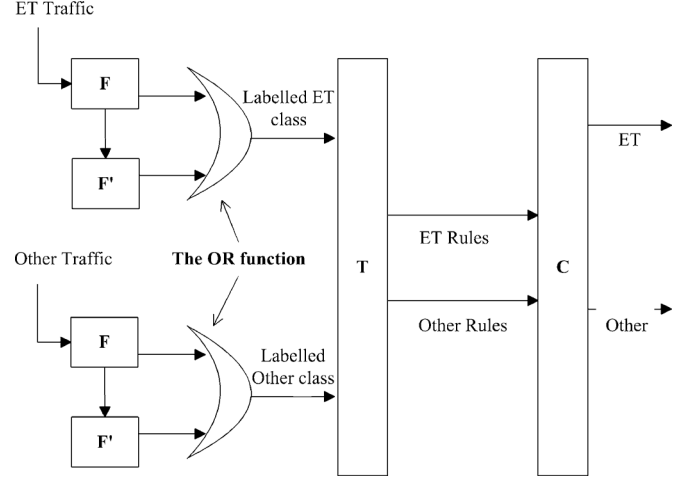 ET Traffic
F
F'
Labelled ET
class
ET
ET Rules
Other Traffic
The OR function
T
C
Other Rules
Other
F
F'
Labelled
Other class